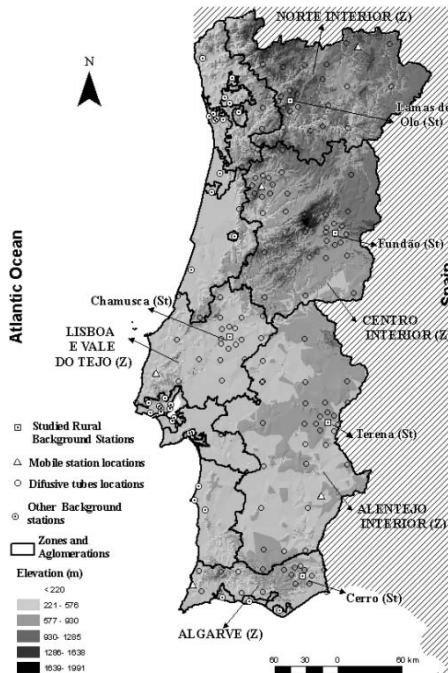 NORTE INTERIOR (Z)
N
Lamas de
Olo (St)
Atlantic Ocean
Spain
Fundão (St)
Chamusca (St)
LISBOA
E VALE
DO TEJO (Z)
CENTRO
INTERIOR (Z)
Studied Rural
Background Stations
Terena (St)
Mobile station locations
Difusive tubes locations
Other Background
stations
ALENTEJO
INTERIOR (Z)
Zones and
Aglomerations
Elevation (m)
< 220
221 - 576
577 - 930
930 - 1285
1286 - 1638
1639 - 1991
Cerro (St)
ALGARVE (Z)
60 30 0 60 km